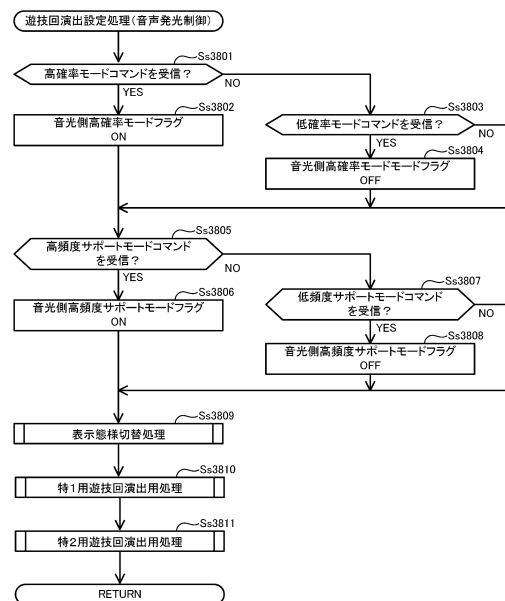 遊技回演出設定処理(音声発光制御)
Ss3801
高確率モードコマンドを受信?
NO
YES
Ss3802
音光側高確率モードフラグ
ON
Ss3803
低確率モードコマンドを受信?
NO
YES
Ss3804
音光側高確率モードモードフラグ
OFF
Ss3805
高頻度サポートモードコマンド
を受信?
NO
YES
Ss3806
音光側高頻度サポートモードフラグ
ON
Ss3807
低頻度サポートモードコマンド
を受信?
NO
YES
Ss3808
音光側高頻度サポートモードフラグ
OFF
Ss3809
表示態様切替処理
Ss3810
特1用遊技回演出用処理
Ss3811
特2用遊技回演出用処理
RETURN